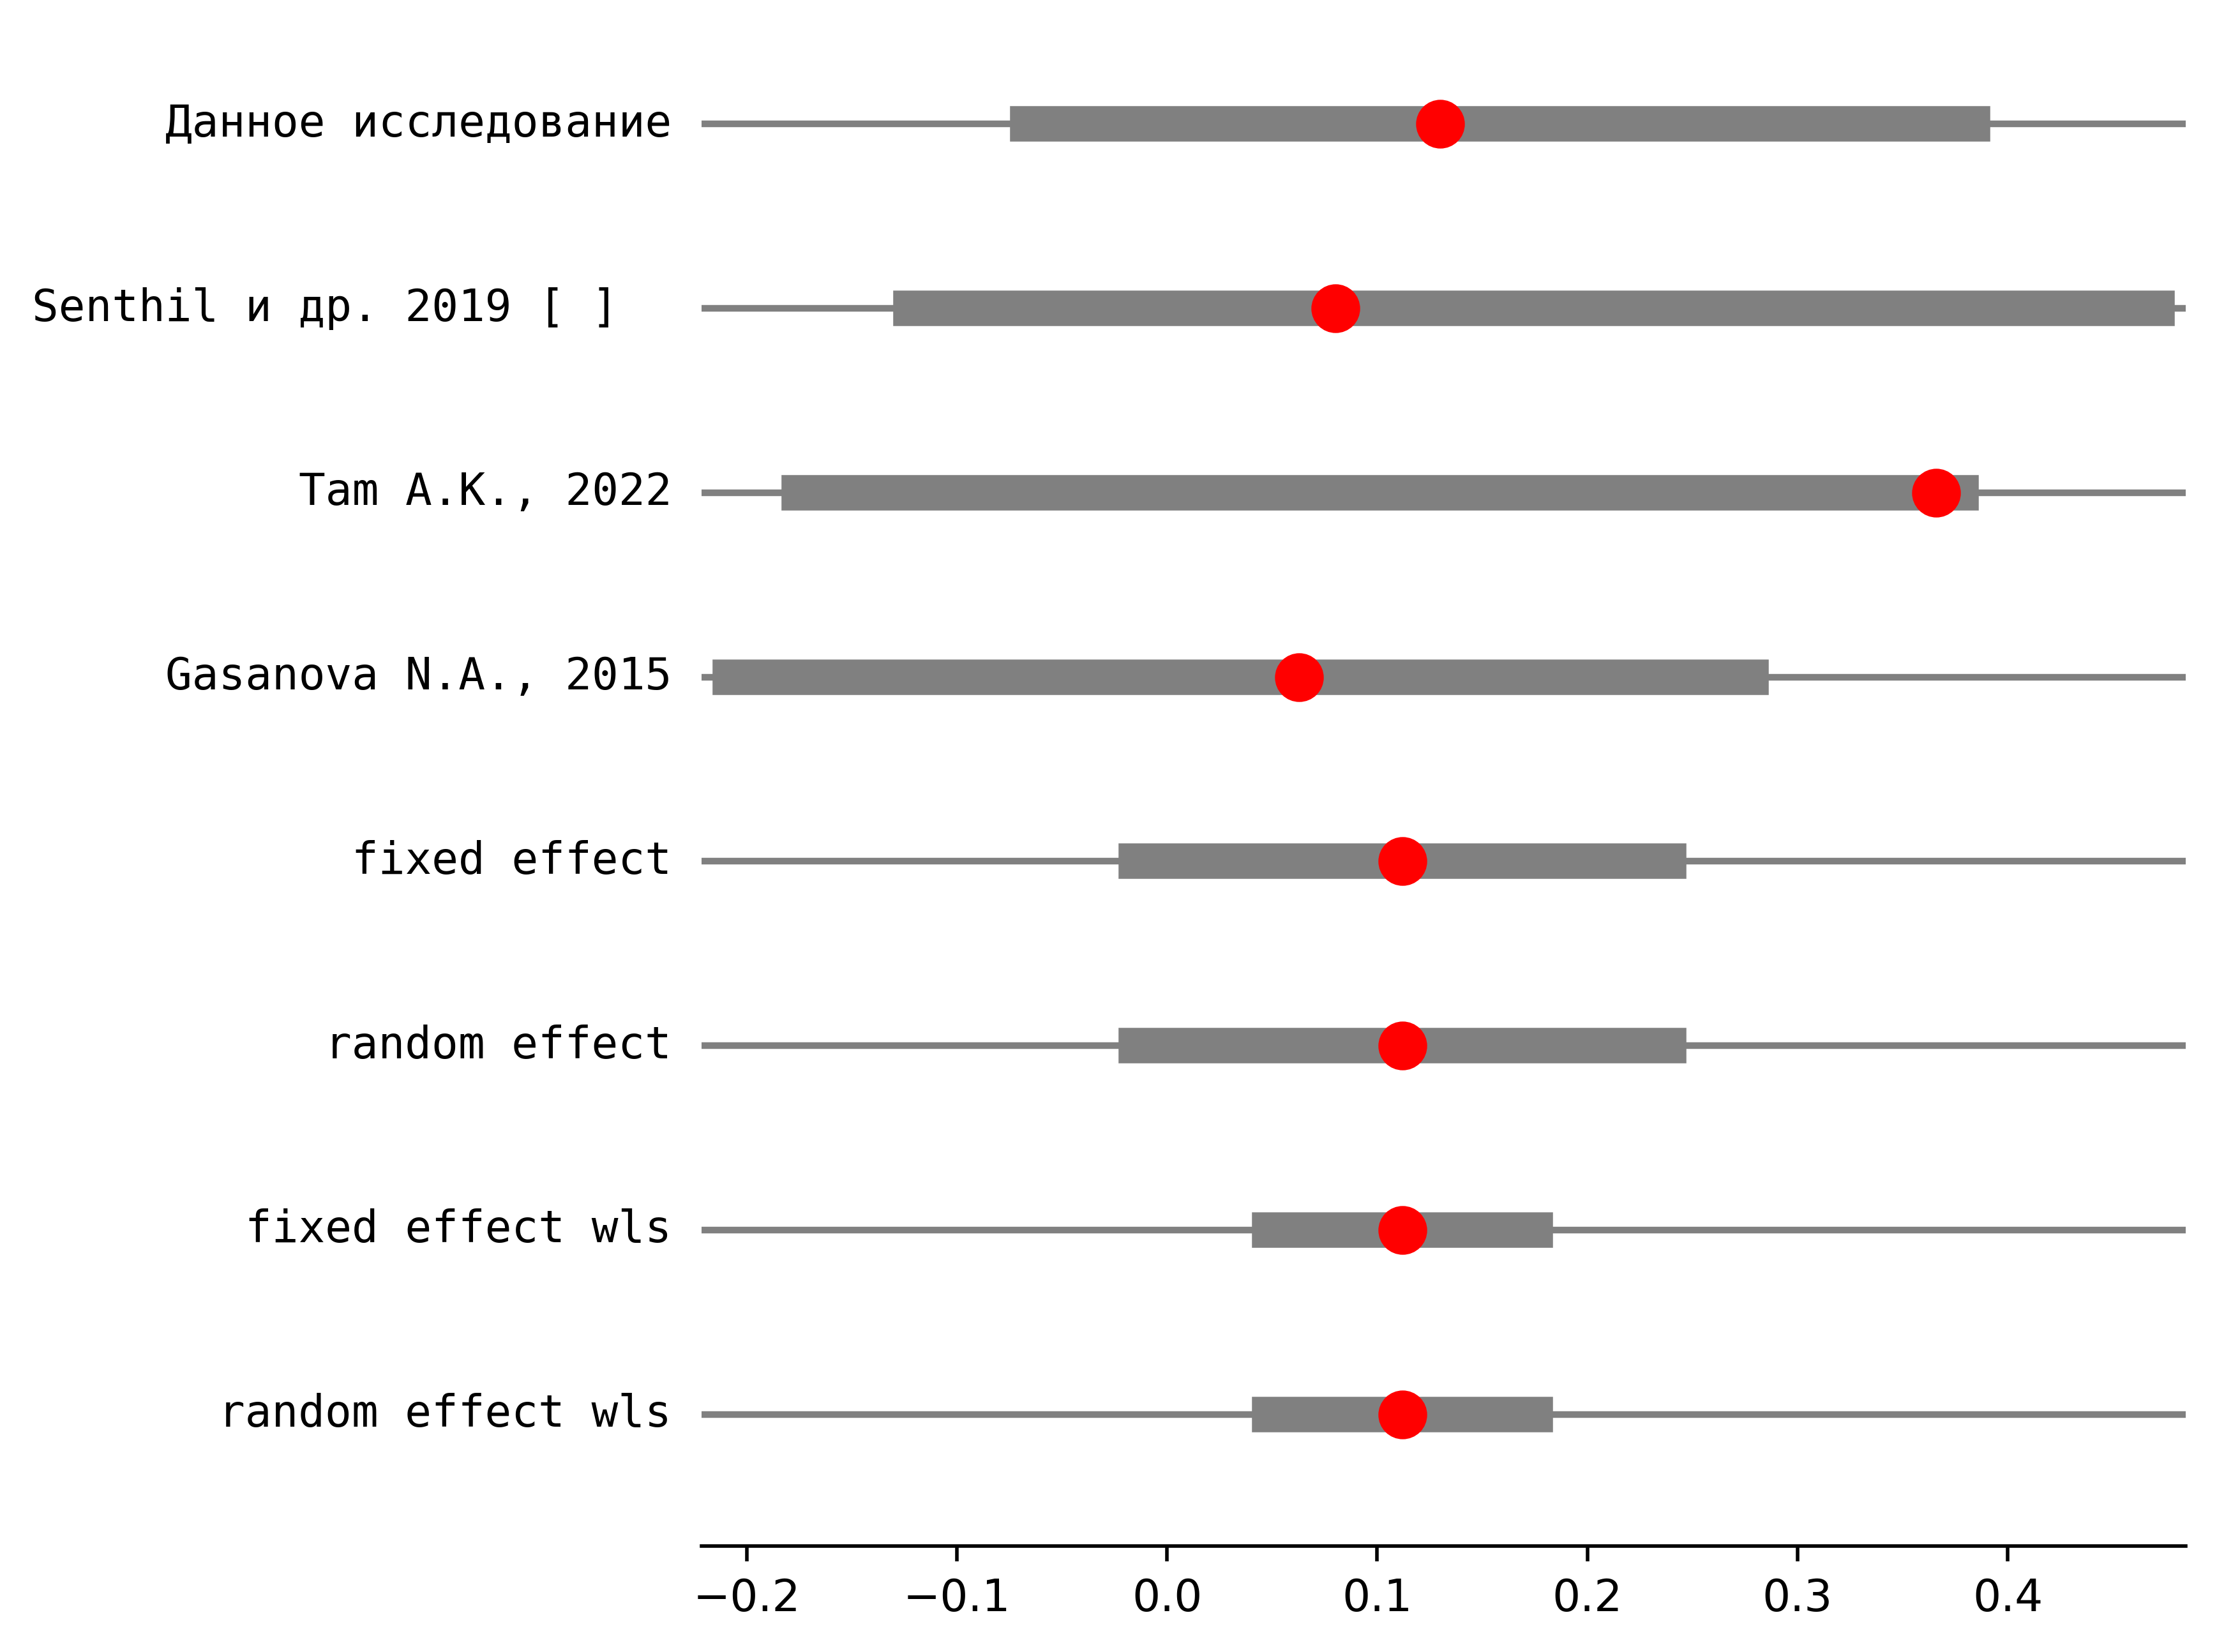 Данное исследование
Senthil и др. 2019 [ ]
Tam A.K., 2022
Gasanova N.A., 2015
fixed effect
random effect
fixed effect wls
random effect wls
−0.2 −0.1 0.0 0.1 0.2 0.3 0.4